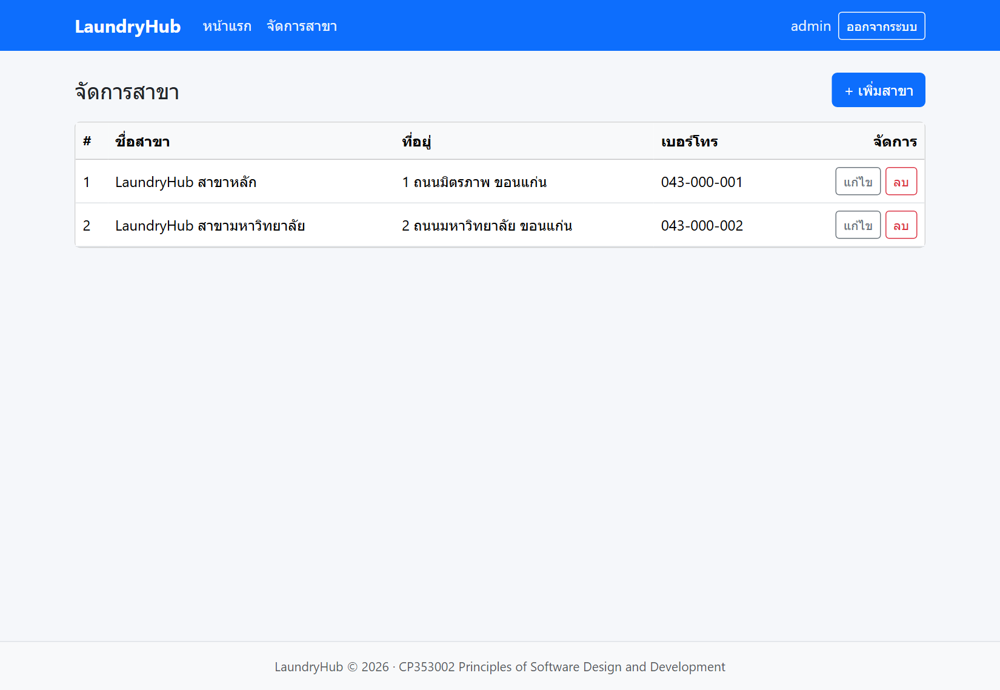 LaundryHub หน้าแรก จัดการสาขา admin ออกจากระบบ
จัดการสาขา + เพิ่มสาขา
# ชื่อสาขา ที่อยู่ เบอร์โทร จัดการ
1 LaundryHub สาขาหลัก 1 ถนนมิตรภาพ ขอนแก่น 043-000-001 แก้ไข ลบ
2 LaundryHub สาขามหาวิทยาลัย 2 ถนนมหาวิทยาลัย ขอนแก่น 043-000-002 แก้ไข ลบ
LaundryHub © 2026 · CP353002 Principles of Software Design and Development